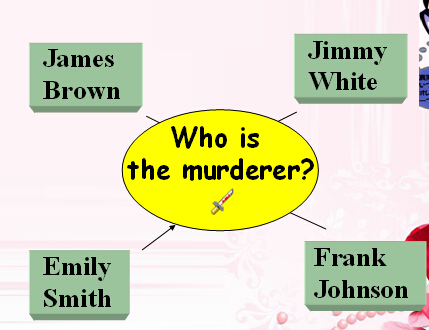 James
Brown
Jimmy
White
Who is
the murderer?
Emily
Smith
Frank
Johnson